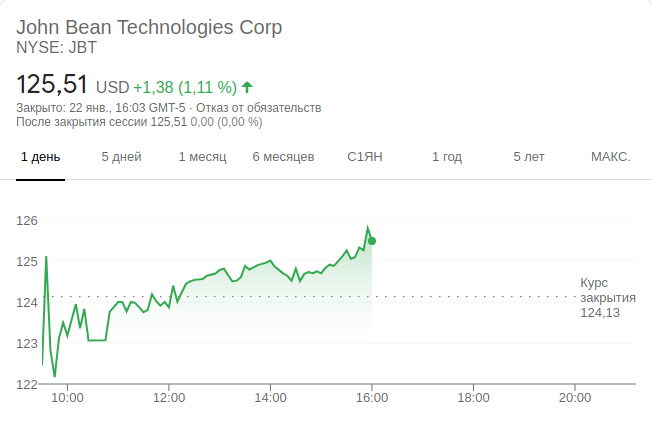 John Bean Technologies Corp
NYSE: JBT
125,51 USD +1,38 (1,11 %)
Закрыто: 22 янв., 16:03 GMT-5 · Отказ от обязательств
После закрытия сессии 125,51 0,00 (0,00 %)
1 день 5 дней 1 месяц 6 месяцев С1ЯН 1 год 5 лет МАКС.
126
125
124
123
122
Курс
закрытия
124,13
10:00 12:00 14:00 16:00 18:00 20:00